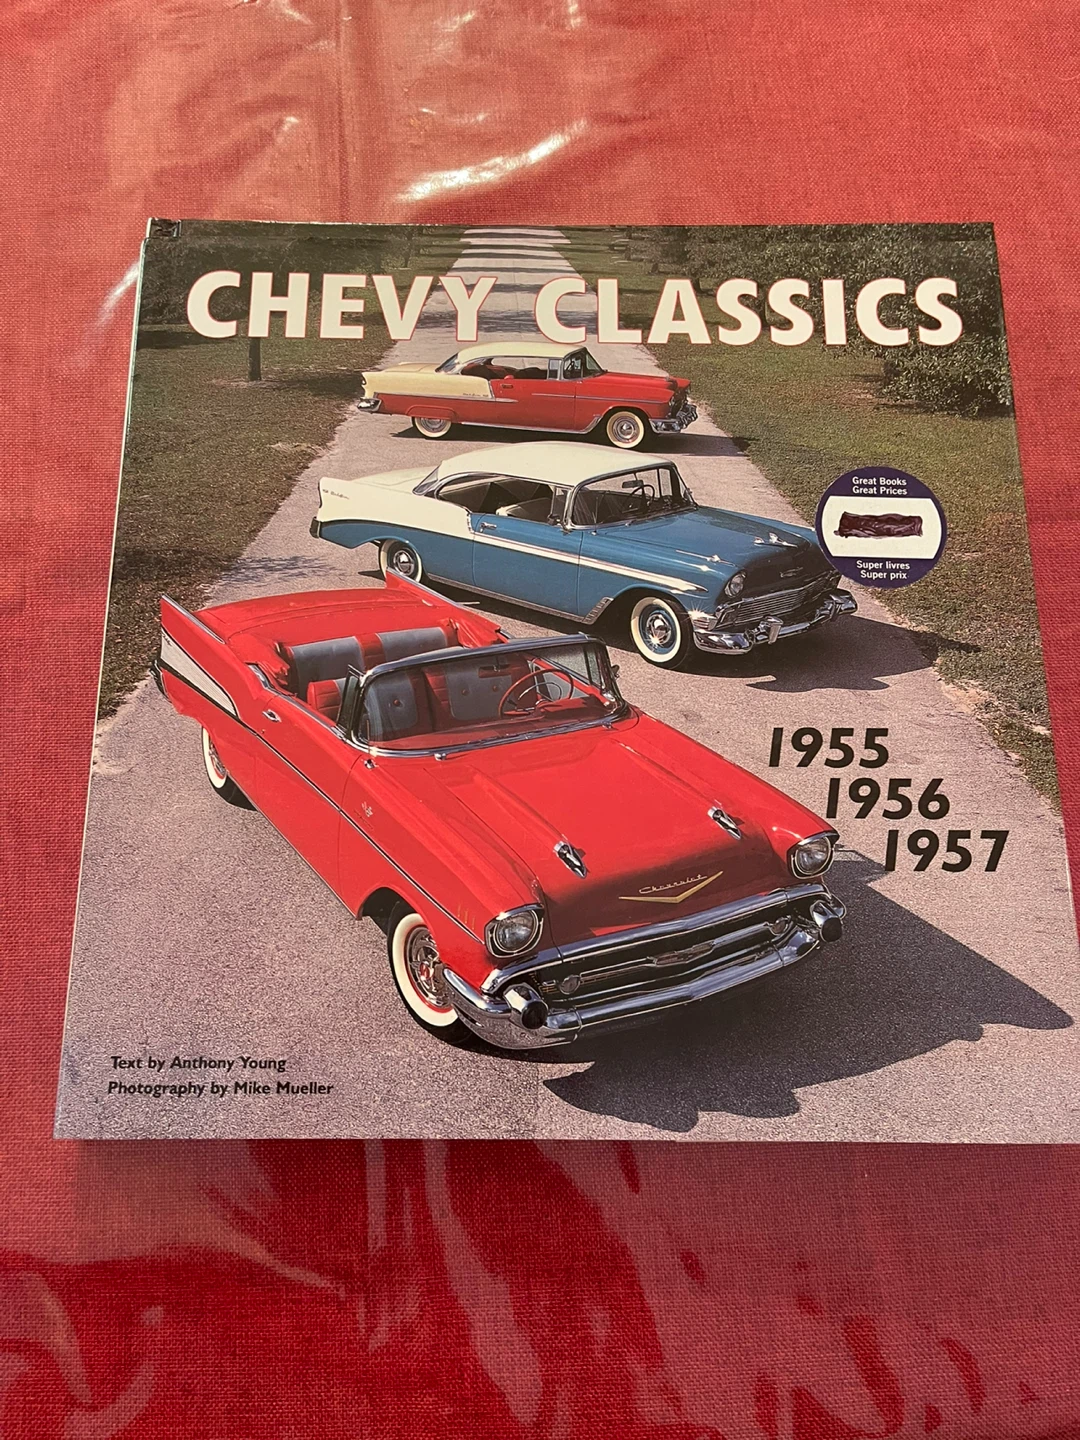 CHEVY CLASSICS
Great Books
Great Prices
Super livres
Super prix
1955
1956
1957
Chevrolet
Text by Anthony Young
Photography by Mike Mueller